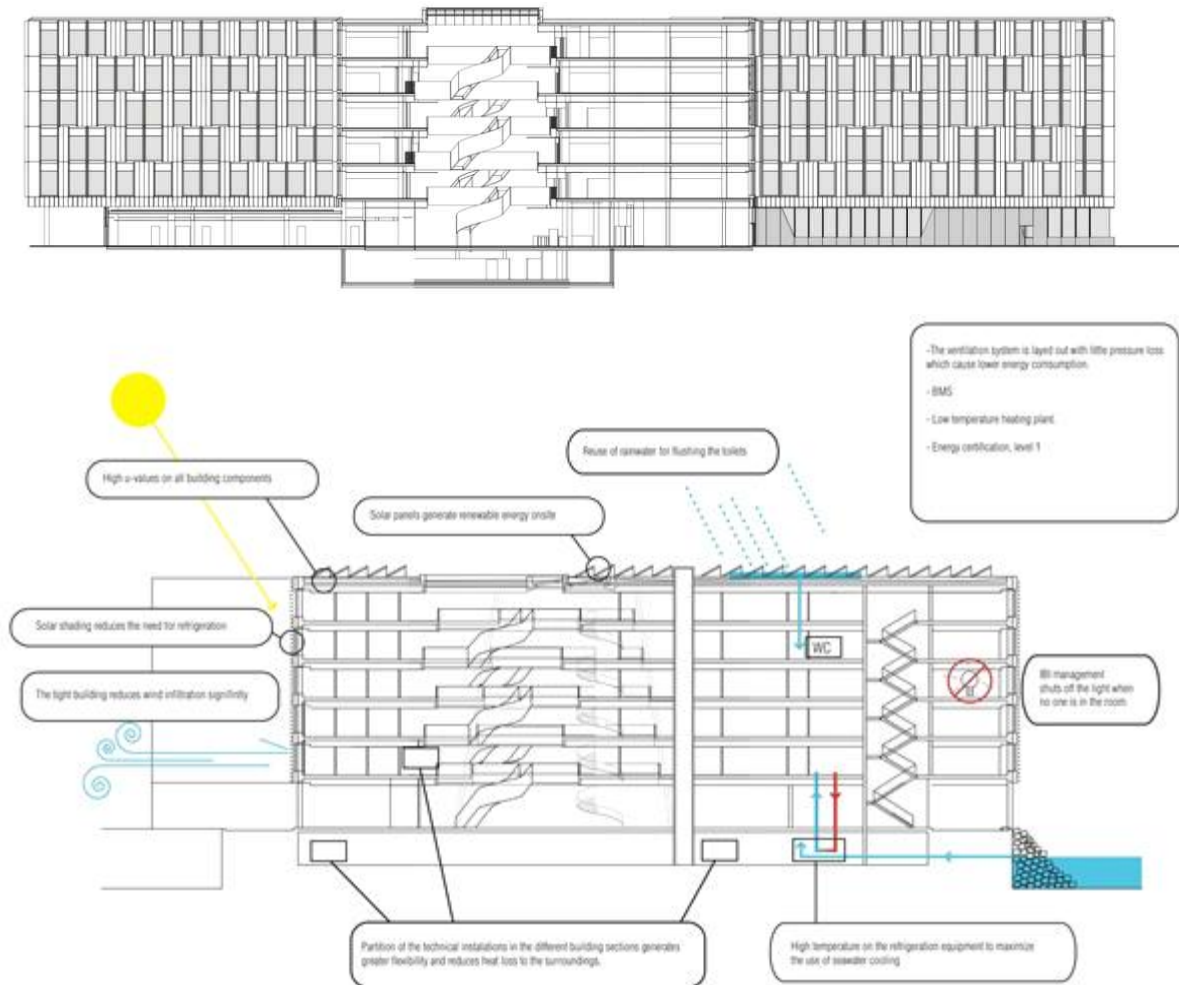 -The ventilation system is layed out with little pressure loss
which cause lower energy comsumption.
- BMS
- Low temperature heating plant.
- Energy certification, level 1
Reuse of rainwater for flushing the toilets
High u-values on all building components
Solar panels generate renewable energy onsite
Solar shading reduces the need for refrigeration
WC
The tight building reduces wind infiltration
management
shuts off the light when
no one is in the room
Partition of the technical instalations in the different building sections generates
greater flexibility and reduces heat loss to the surroundings.
High temperature on the refrigeration equipment to maximize
the use of seawater cooling